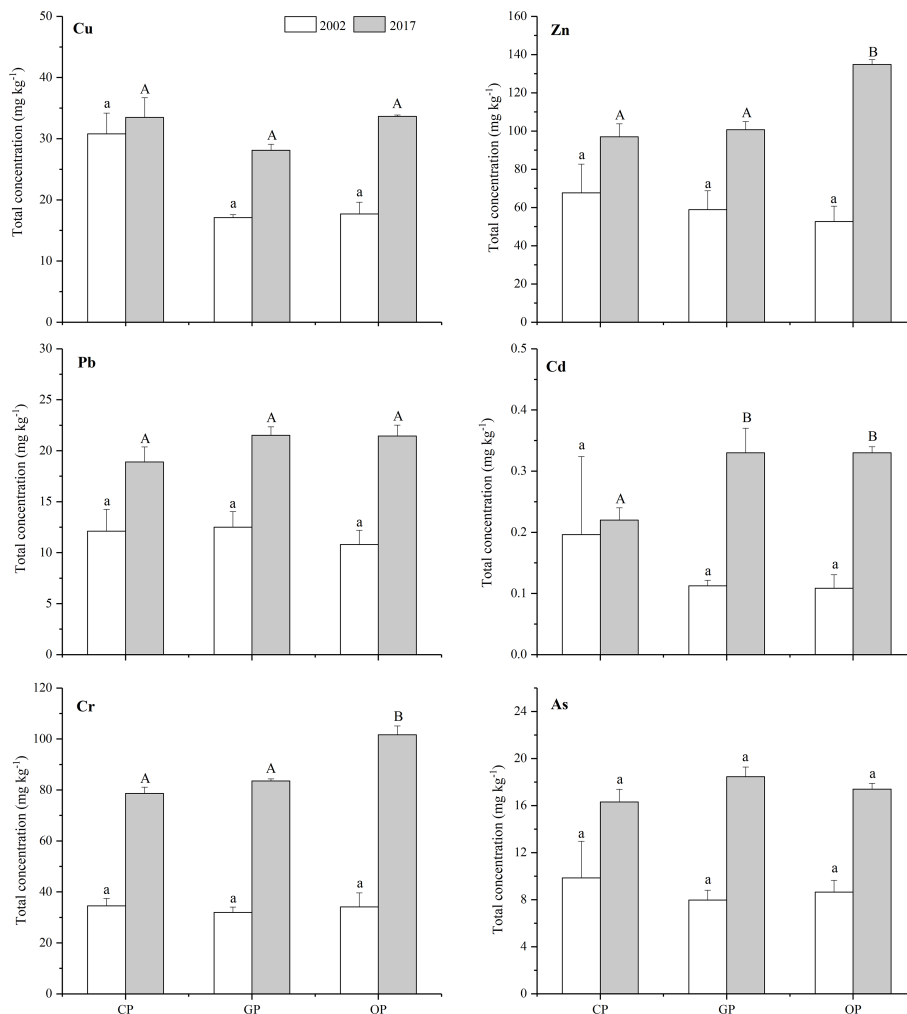 Cu
2002
2017
Total concentration (mg kg-1)
50
40
30
20
10
0
a
A
a
A
a
A
Zn
Total concentration (mg kg-1)
160
140
120
100
80
60
40
20
0
a
A
a
A
a
B
Pb
Total concentration (mg kg-1)
30
25
20
15
10
5
0
a
A
a
A
a
A
Cd
Total concentration (mg kg-1)
0.5
0.4
0.3
0.2
0.1
0.0
a
A
a
B
a
B
Cr
Total concentration (mg kg-1)
120
100
80
60
40
20
0
a
A
a
A
a
B
CP
GP
OP
As
Total concentration (mg kg-1)
24
20
16
12
8
4
0
a
a
a
a
a
a
CP
GP
OP